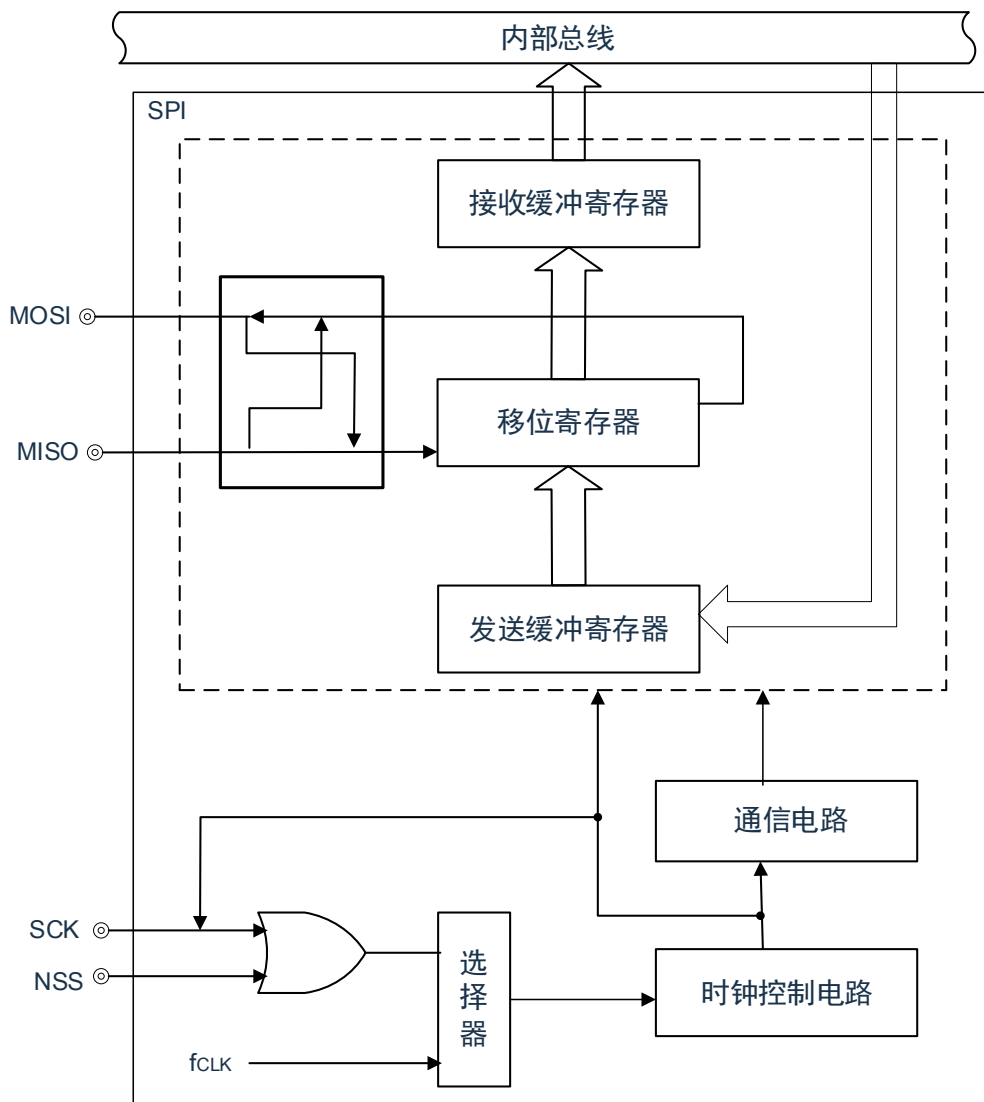 内部总线
SPI
接收缓冲寄存器
MOSI
移位寄存器
MISO
发送缓冲寄存器
通信电路
SCK
NSS
选
择
器
时钟控制电路
fCLK